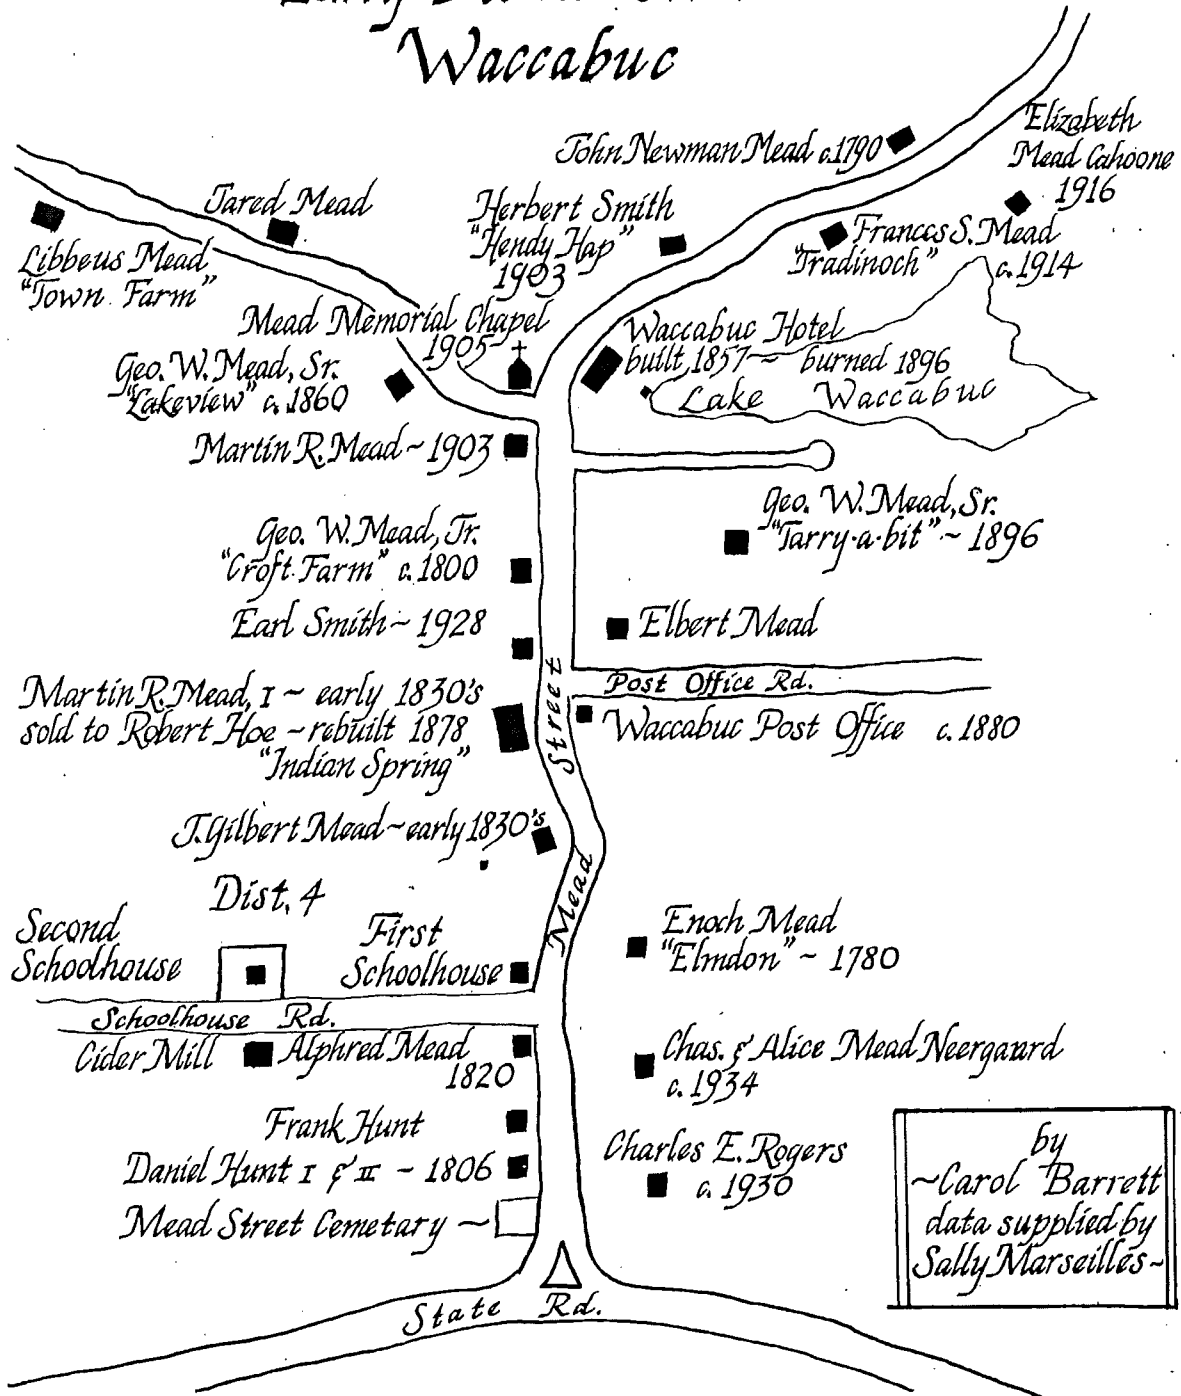 Waccabuc
John Newman Mead c.1790
Elizabeth
Mead Cahoone
1916
Jared Mead
Herbert Smith
"Hendy Hap"
1903
Frances S. Mead
"Tradinoch"
c. 1914
Libbeus Mead
"Town Farm"
Mead Memorial Chapel
1905
Waccabuc Hotel
built, 1857 ~ burned 1896
Geo. W. Mead, Sr.
"Lakeview" c. 1860
Lake Waccabuc
Martin R. Mead ~ 1903
Geo. W. Mead, Sr.
"Tarry-a-bit" ~ 1896
Geo. W. Mead, Jr.
"Croft Farm" c. 1800
Earl Smith ~ 1928
Elbert Mead
Post Office Rd.
Martin R. Mead, I ~ early 1830's
sold to Robert Hoe ~ rebuilt 1878
"Indian Spring"
Waccabuc Post Office c. 1880
Mead Street
J. Gilbert Mead ~ early 1830's
Dist. 4
Second
Schoolhouse
First
Schoolhouse
Enoch Mead
"Elmdon" ~ 1780
Schoolhouse Rd.
Cider Mill
Alphred Mead
1820
Chas. & Alice Mead Neergaard
c. 1934
Frank Hunt
Daniel Hunt I & II ~ 1806
Charles E. Rogers
c. 1930
Mead Street Cemetary ~
State Rd.
by
~Carol Barrett
data supplied by
Sally Marseilles~